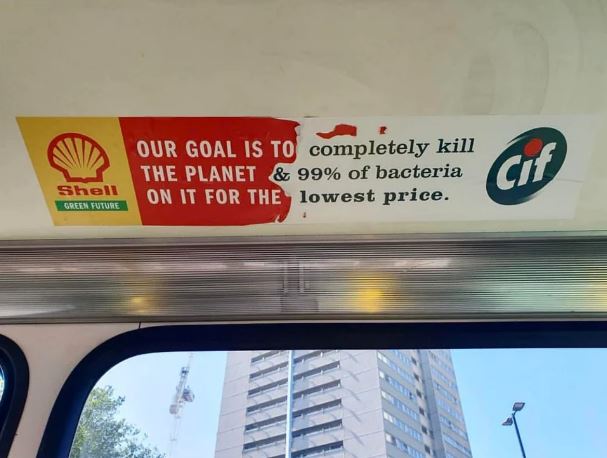 OUR GOAL IS TO completely kill
THE PLANET & 99% of bacteria
ON IT FOR THE lowest price.
Shell
GREEN FUTURE
Cif